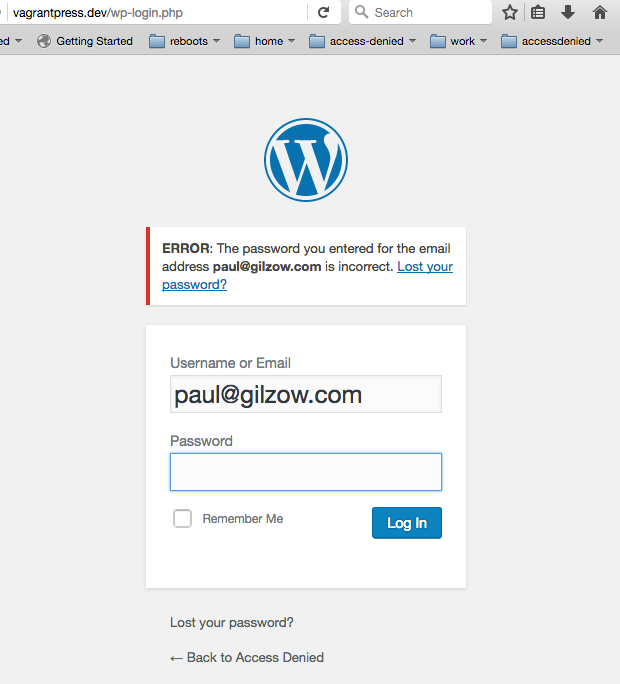 vagrantpress.dev/wp-login.php Search
ed Getting Started reboots home access-denied work accessdenied
W
ERROR: The password you entered for the email
address paul@gilzow.com is incorrect. Lost your
password?
Username or Email
paul@gilzow.com
Password
Remember Me Log In
Lost your password?
← Back to Access Denied